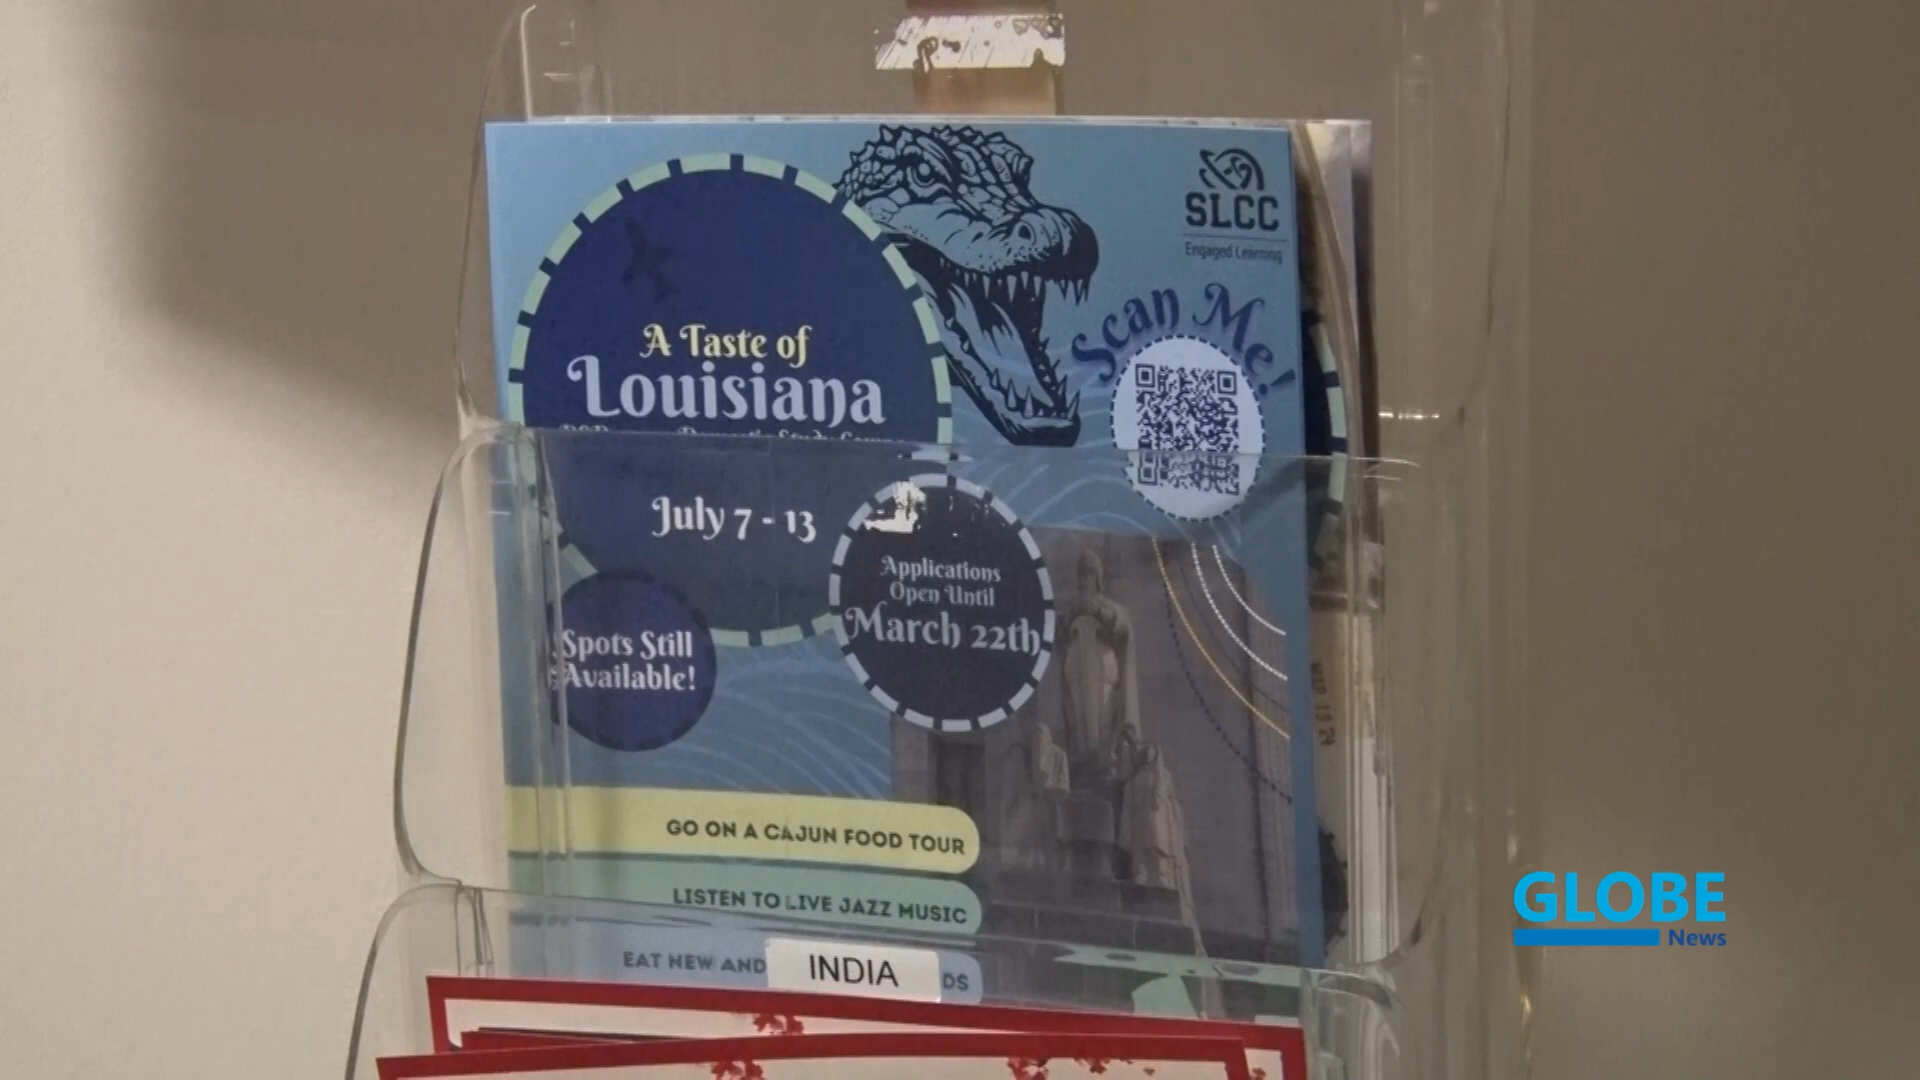 SLCC
Engaged Learning
Scan Me!
A Taste of
Louisiana
July 7 - 13
Applications
Open Until
March 22th
Spots Still
Available!
GO ON A CAJUN FOOD TOUR
LISTEN TO LIVE JAZZ MUSIC
EAT NEW AND
INDIA
GLOBE
News